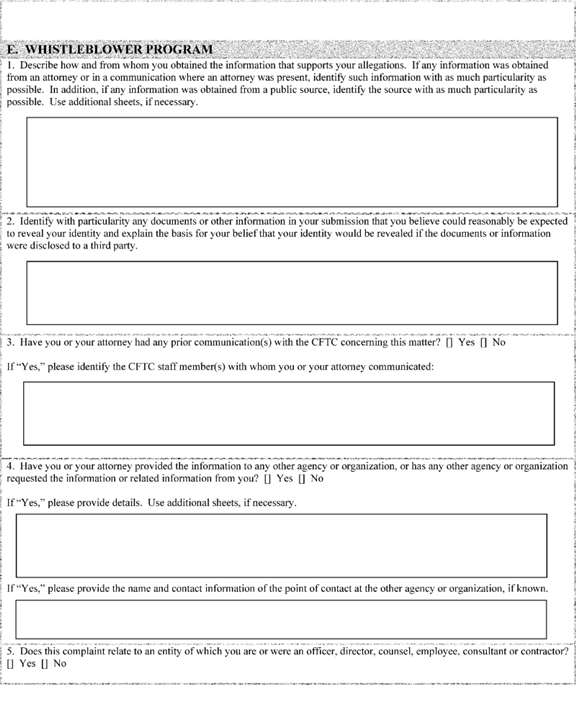 E. WHISTLEBLOWER PROGRAM
1. Describe how and from whom you obtained the information that supports your allegations. If any information was obtained
from an attorney or in a communication where an attorney was present, identify such information with as much particularity as
possible. In addition, if any information was obtained from a public source, identify the source with as much particularity as
possible. Use additional sheets, if necessary.
2. Identify with particularity any documents or other information in your submission that you believe could reasonably be expected
to reveal your identity and explain the basis for your belief that your identity would be revealed if the documents or information
were disclosed to a third party.
3. Have you or your attorney had any prior communication(s) with the CFTC concerning this matter? [] Yes [] No
If "Yes," please identify the CFTC staff member(s) with whom you or your attorney communicated:
4. Have you or your attorney provided the information to any other agency or organization, or has any other agency or organization
requested the information or related information from you? [] Yes [] No
If "Yes," please provide details. Use additional sheets, if necessary.
If "Yes," please provide the name and contact information of the point of contact at the other agency or organization, if known.
5. Does this complaint relate to an entity of which you are or were an officer, director, counsel, employee, consultant or contractor?
[] Yes [] No